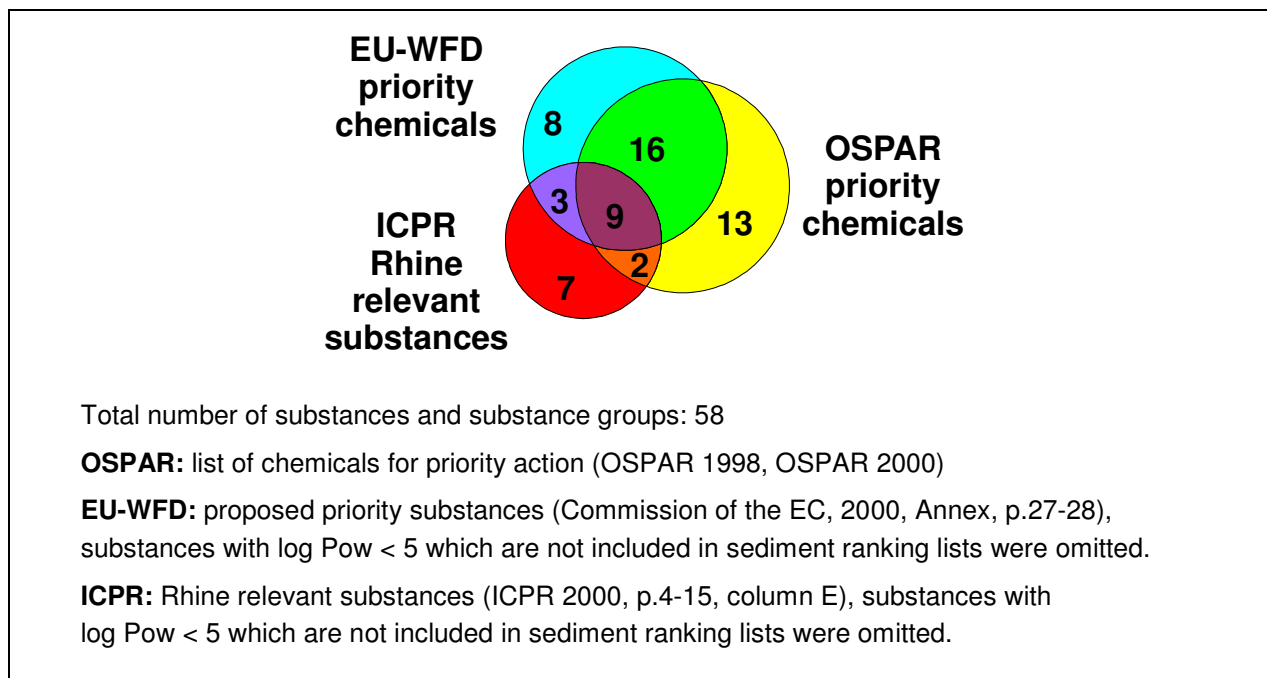 EU-WFD
priority
chemicals
8
16
OSPAR
priority
chemicals
3
9
13
ICPR
Rhine
relevant
substances
2
7
Total number of substances and substance groups: 58
OSPAR: list of chemicals for priority action (OSPAR 1998, OSPAR 2000)
EU-WFD: proposed priority substances (Commission of the EC, 2000, Annex, p.27-28),
substances with log Pow < 5 which are not included in sediment ranking lists were omitted.
ICPR: Rhine relevant substances (ICPR 2000, p.4-15, column E), substances with
log Pow < 5 which are not included in sediment ranking lists were omitted.